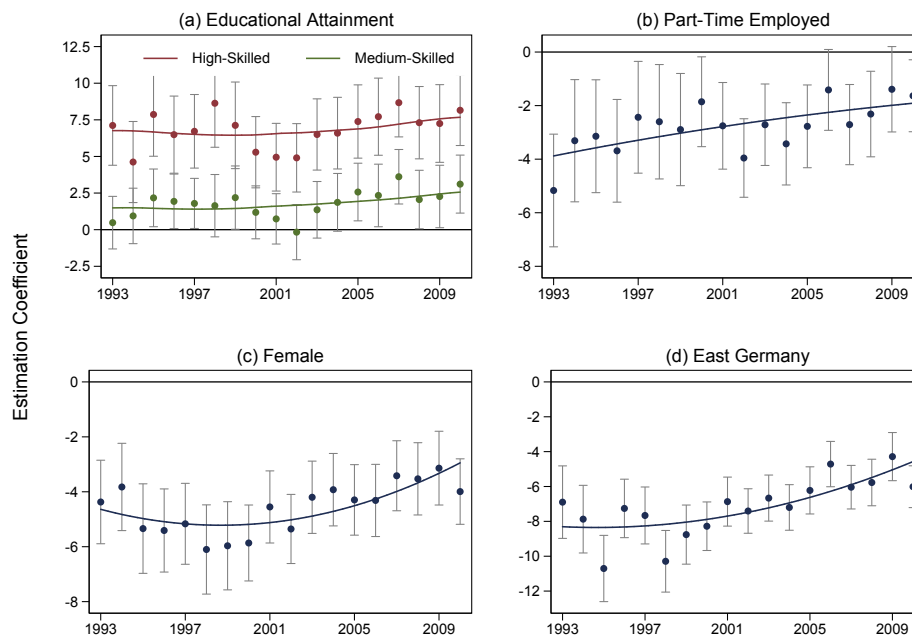 (a) Educational Attainment
High-Skilled
Medium-Skilled
12.5
10
7.5
5
2.5
0
-2.5
1993 1997 2001 2005 2009
(b) Part-Time Employed
0
-2
-4
-6
-8
1993 1997 2001 2005 2009
Estimation Coefficient
(c) Female
0
-2
-4
-6
-8
1993 1997 2001 2005 2009
(d) East Germany
0
-2
-4
-6
-8
-10
-12
1993 1997 2001 2005 2009